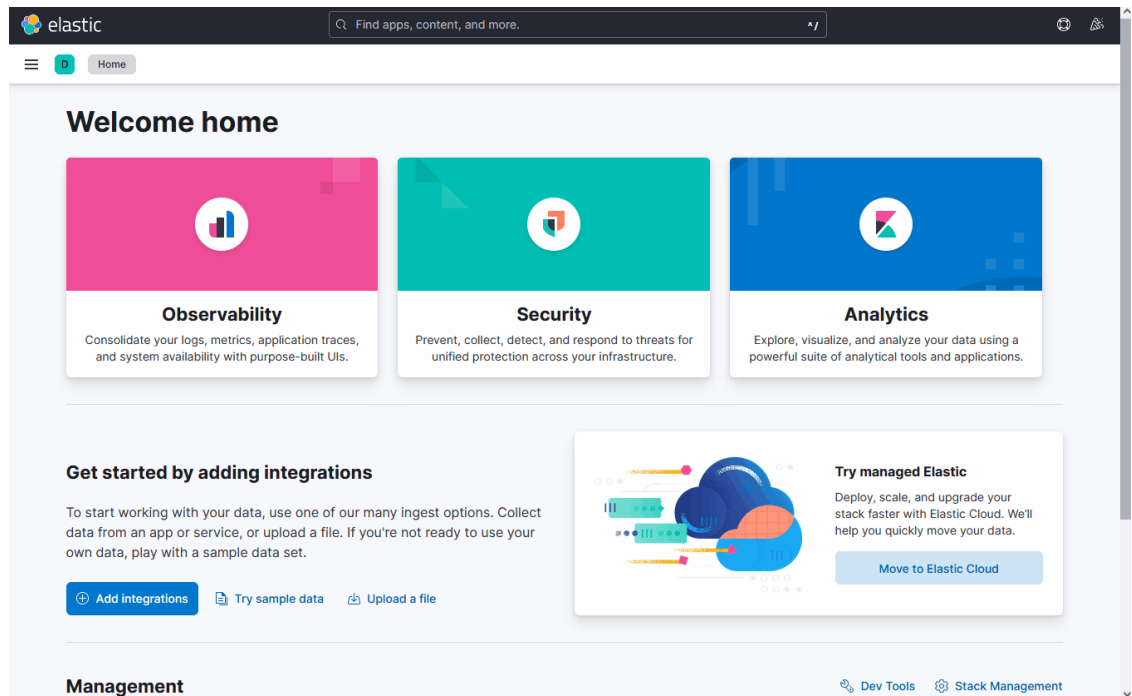 elastic
Find apps, content, and more.
^/
D
Home
Welcome home
Observability
Consolidate your logs, metrics, application traces,
and system availability with purpose-built UIs.
Security
Prevent, collect, detect, and respond to threats for
unified protection across your infrastructure.
Analytics
Explore, visualize, and analyze your data using a
powerful suite of analytical tools and applications.
Get started by adding integrations
To start working with your data, use one of our many ingest options. Collect
data from an app or service, or upload a file. If you're not ready to use your
own data, play with a sample data set.
Add integrations
Try sample data
Upload a file
Try managed Elastic
Deploy, scale, and upgrade your
stack faster with Elastic Cloud. We'll
help you quickly move your data.
Move to Elastic Cloud
Management
Dev Tools
Stack Management